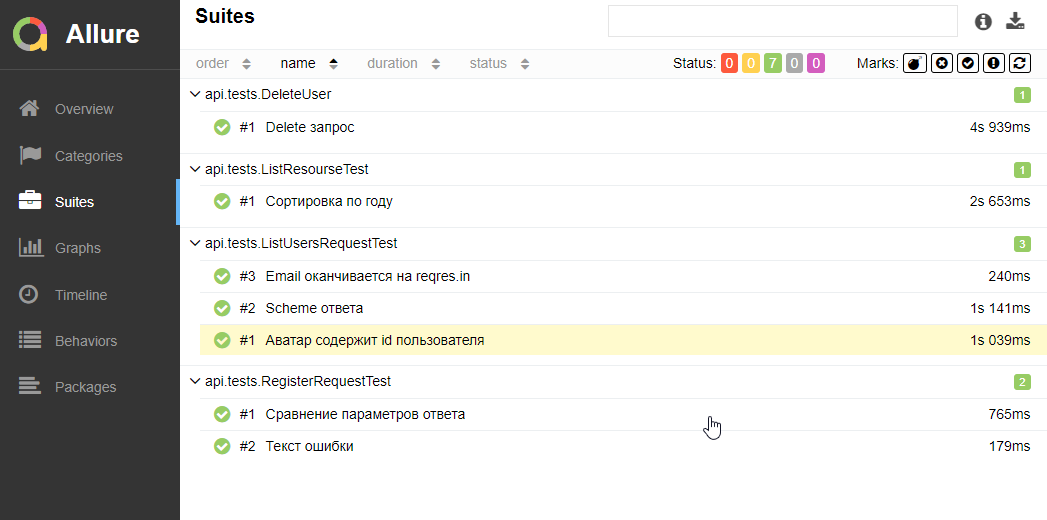 Allure
Overview
Categories
Suites
Graphs
Timeline
Behaviors
Packages
Suites
order name duration status Status: 0 0 7 0 0 Marks:
api.tests.DeleteUser 1
#1 Delete запрос 4s 939ms
api.tests.ListResourseTest 1
#1 Сортировка по году 2s 653ms
api.tests.ListUsersRequestTest 3
#3 Email оканчивается на reqres.in 240ms
#2 Scheme ответа 1s 141ms
#1 Аватар содержит id пользователя 1s 039ms
api.tests.RegisterRequestTest 2
#1 Сравнение параметров ответа 765ms
#2 Текст ошибки 179ms